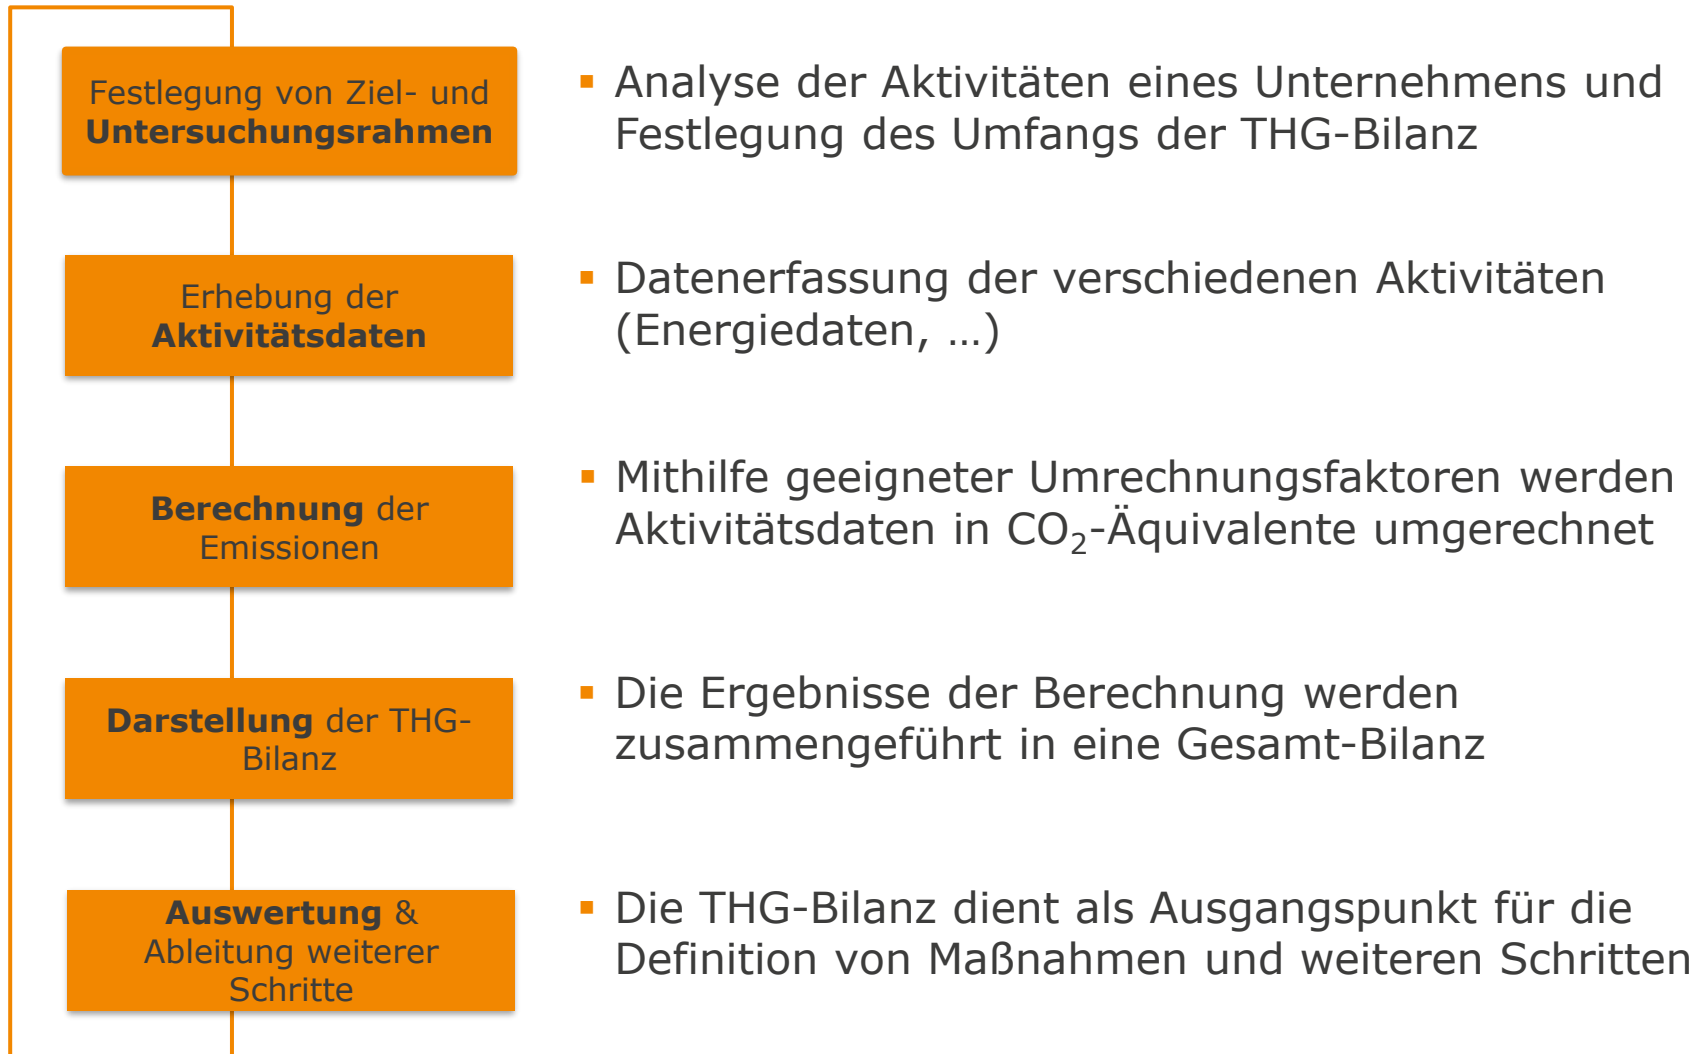 Festlegung von Ziel- und
Untersuchungsrahmen
▪ Analyse der Aktivitäten eines Unternehmens und
Festlegung des Umfangs der THG-Bilanz
Erhebung der
Aktivitätsdaten
▪ Datenerfassung der verschiedenen Aktivitäten
(Energiedaten, …)
Berechnung der
Emissionen
▪ Mithilfe geeigneter Umrechnungsfaktoren werden
Aktivitätsdaten in CO₂-Äquivalente umgerechnet
Darstellung der THG-
Bilanz
▪ Die Ergebnisse der Berechnung werden
zusammengeführt in eine Gesamt-Bilanz
Auswertung &
Ableitung weiterer
Schritte
▪ Die THG-Bilanz dient als Ausgangspunkt für die
Definition von Maßnahmen und weiteren Schritten